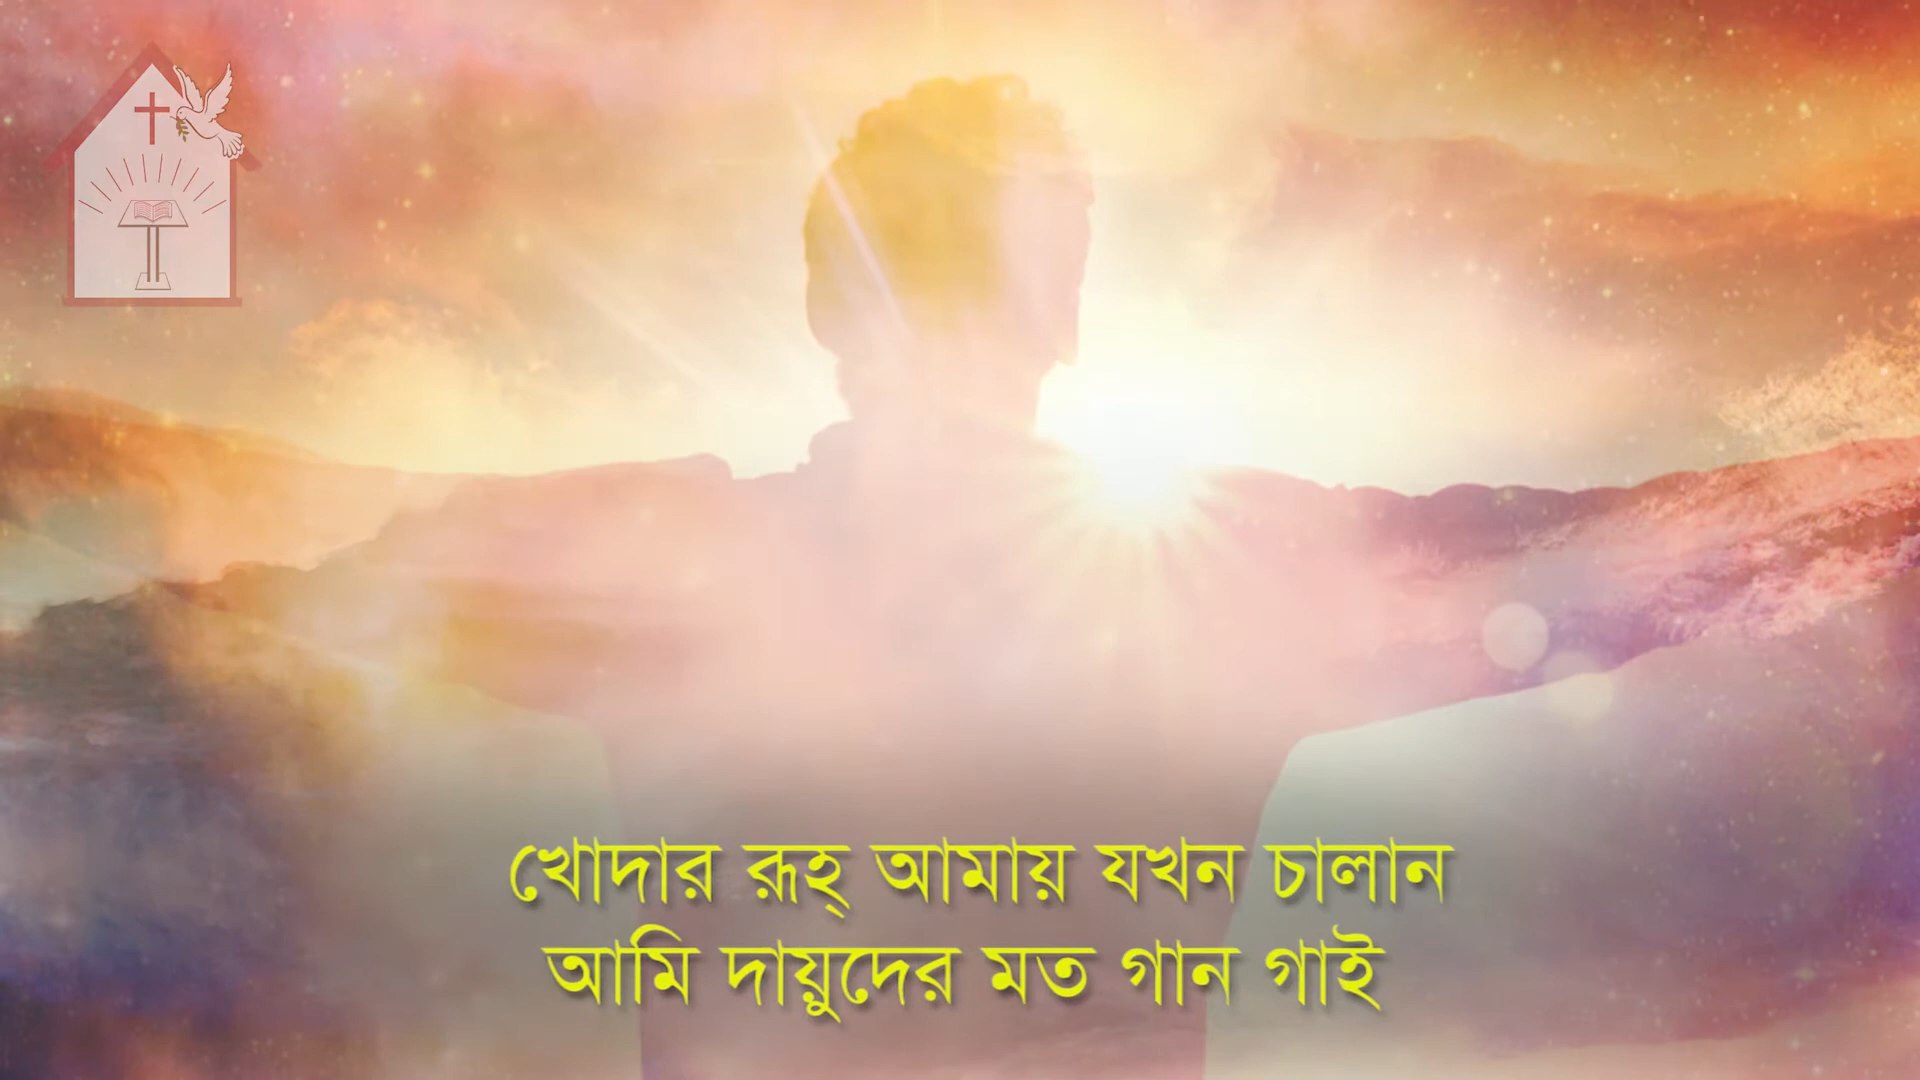 খোদার রূহ্ আমায় যখন চালান
আমি দায়ুদের মত গান গাই